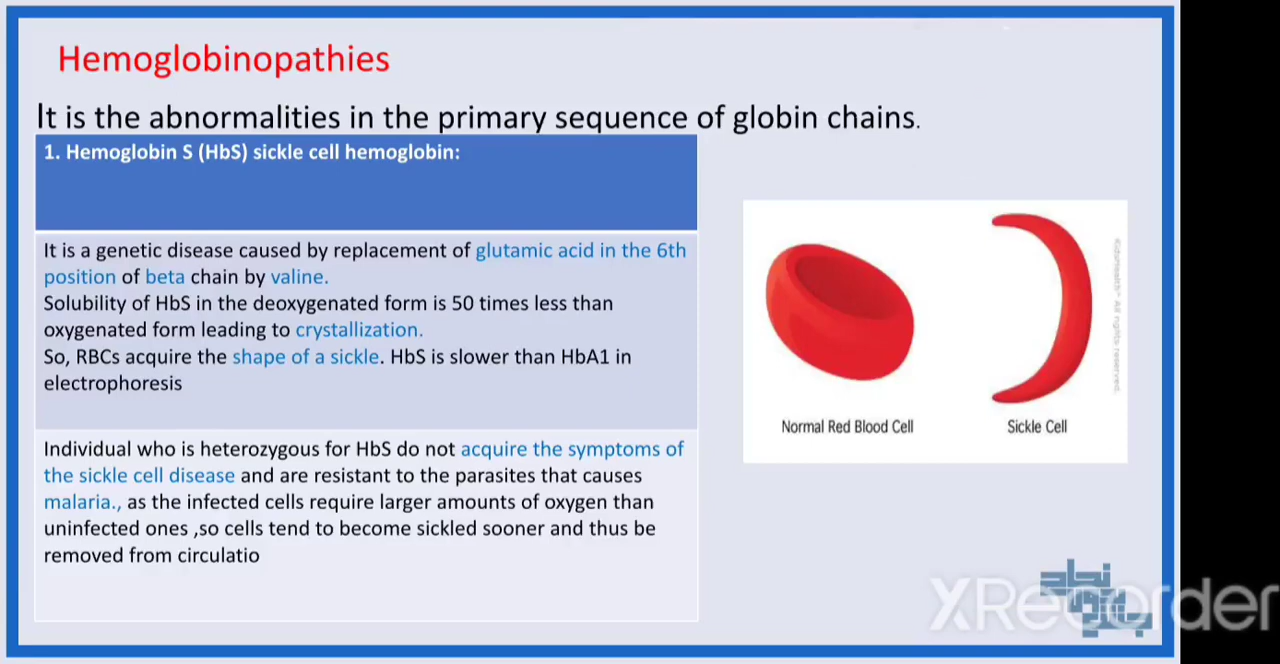 Hemoglobinopathies
It is the abnormalities in the primary sequence of globin chains.
1. Hemoglobin S (HbS) sickle cell hemoglobin:
It is a genetic disease caused by replacement of glutamic acid in the 6th
position of beta chain by valine.
Solubility of HbS in the deoxygenated form is 50 times less than
oxygenated form leading to crystallization.
So, RBCs acquire the shape of a sickle. HbS is slower than HbA1 in
electrophoresis
Individual who is heterozygous for HbS do not acquire the symptoms of
the sickle cell disease and are resistant to the parasites that causes
malaria., as the infected cells require larger amounts of oxygen than
uninfected ones ,so cells tend to become sickled sooner and thus be
removed from circulatio
Normal Red Blood Cell
Sickle Cell
All rights reserved.
XRecorder